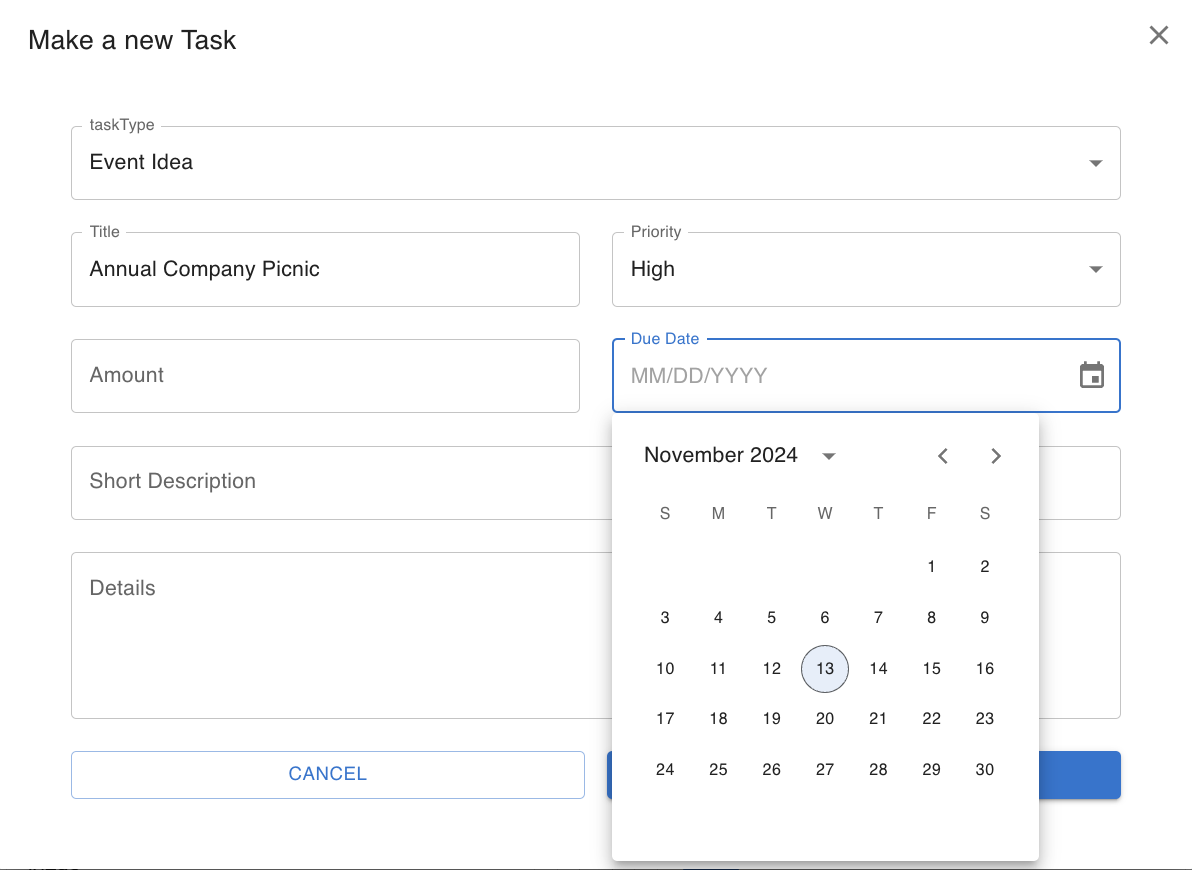 Make a new Task
taskType
Event Idea
Title
Annual Company Picnic
Priority
High
Amount
Due Date
MM/DD/YYYY
Short Description
Details
November 2024
S M T W T F S
1 2
3 4 5 6 7 8 9
10 11 12 13 14 15 16
17 18 19 20 21 22 23
24 25 26 27 28 29 30
CANCEL